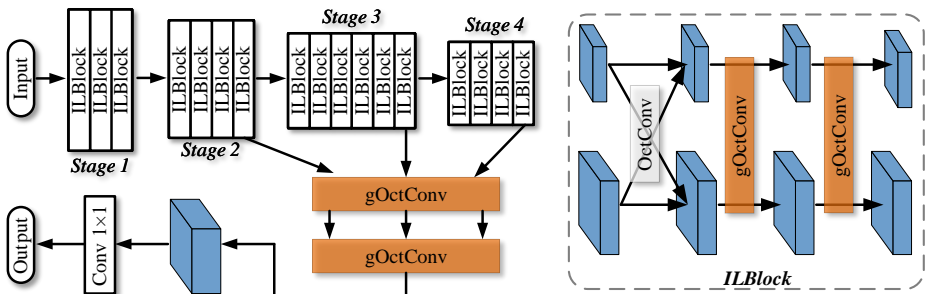 Input
ILBlock
ILBlock
ILBlock
Stage 1
ILBlock
ILBlock
ILBlock
ILBlock
Stage 2
Stage 3
ILBlock
ILBlock
ILBlock
ILBlock
ILBlock
ILBlock
Stage 4
ILBlock
ILBlock
ILBlock
ILBlock
gOctConv
gOctConv
Output
Conv 1×1
OctConv
gOctConv
gOctConv
ILBlock